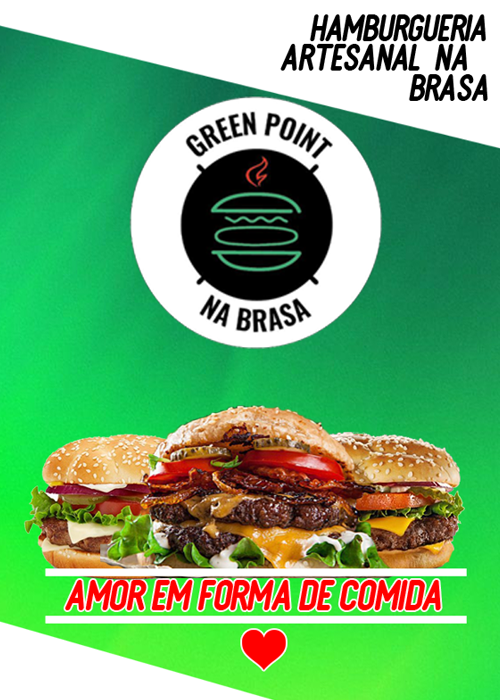 HAMBURGUERIA
ARTESANAL NA
BRASA
GREEN POINT
NA BRASA
AMOR EM FORMA DE COMIDA